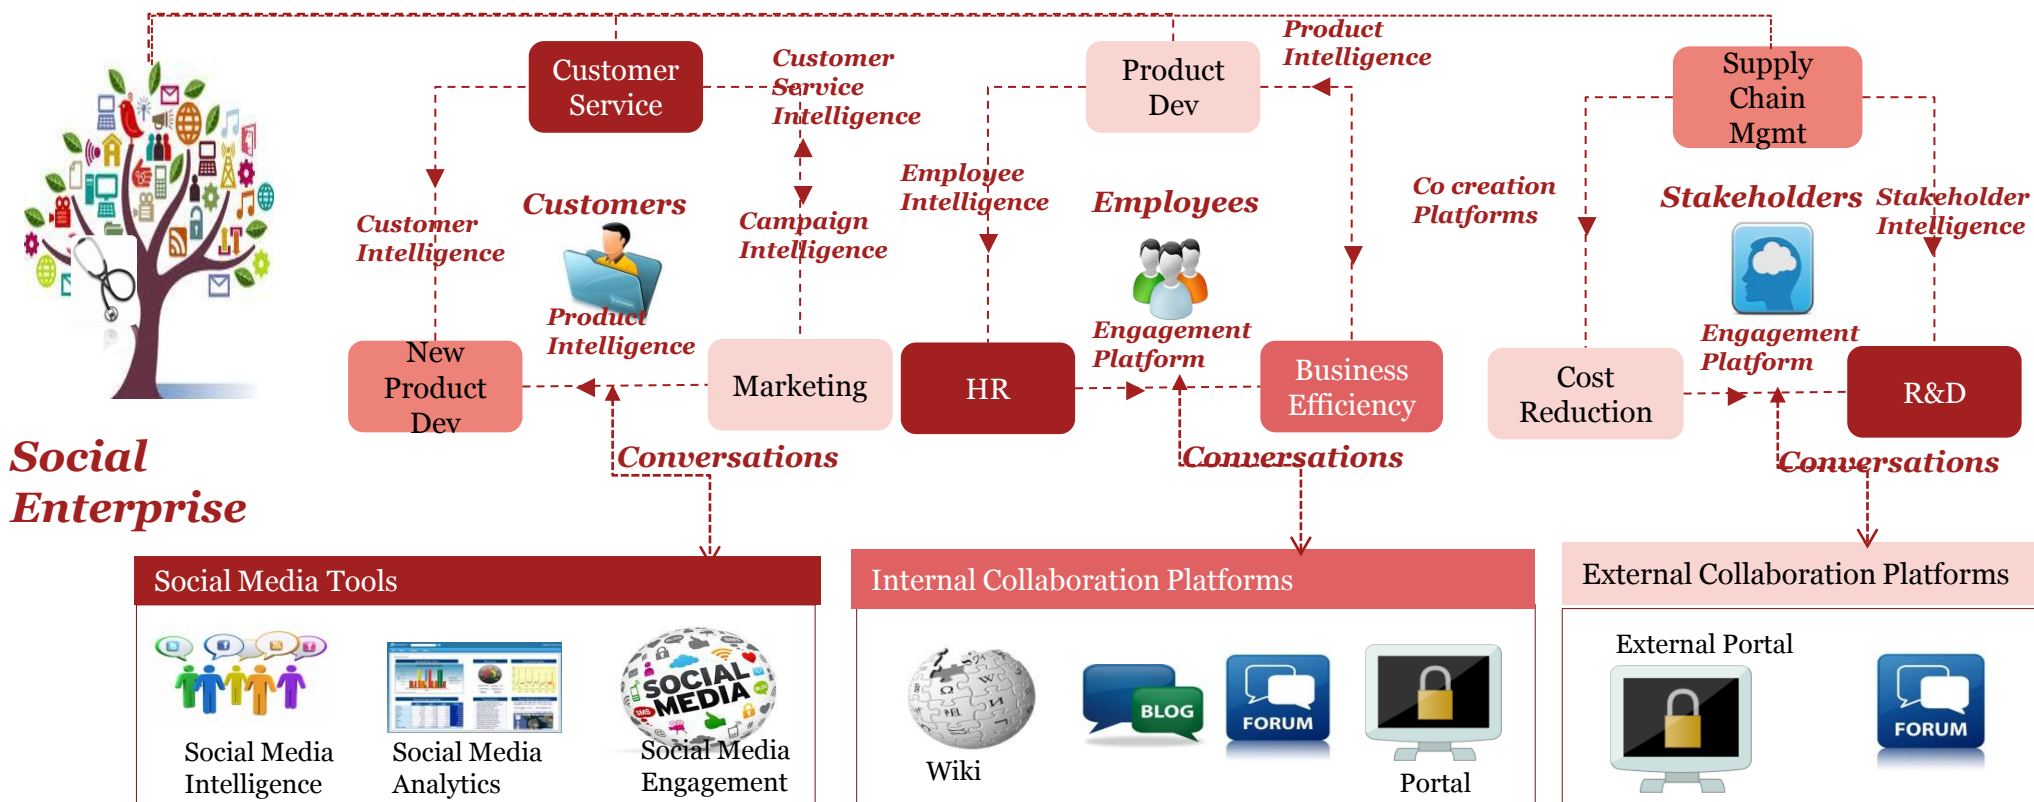 Customer
Service
Customer
Service
Intelligence
Product
Dev
Product
Intelligence
Supply
Chain
Mgmt
Customer
Intelligence
Customers
Campaign
Intelligence
Product
Intelligence
Employee
Intelligence
Employees
Engagement
Platform
Co creation
Platforms
Stakeholders
Stakeholder
Intelligence
Engagement
Platform
New
Product
Dev
Marketing
HR
Business
Efficiency
Cost
Reduction
R&D
Social
Enterprise
Conversations
Conversations
Conversations
Social Media Tools
SOCIAL
MEDIA
BLOG
SMS
Social Media
Intelligence
Social Media
Analytics
Social Media
Engagement
Internal Collaboration Platforms
Wiki
BLOG
FORUM
Portal
External Collaboration Platforms
External Portal
FORUM